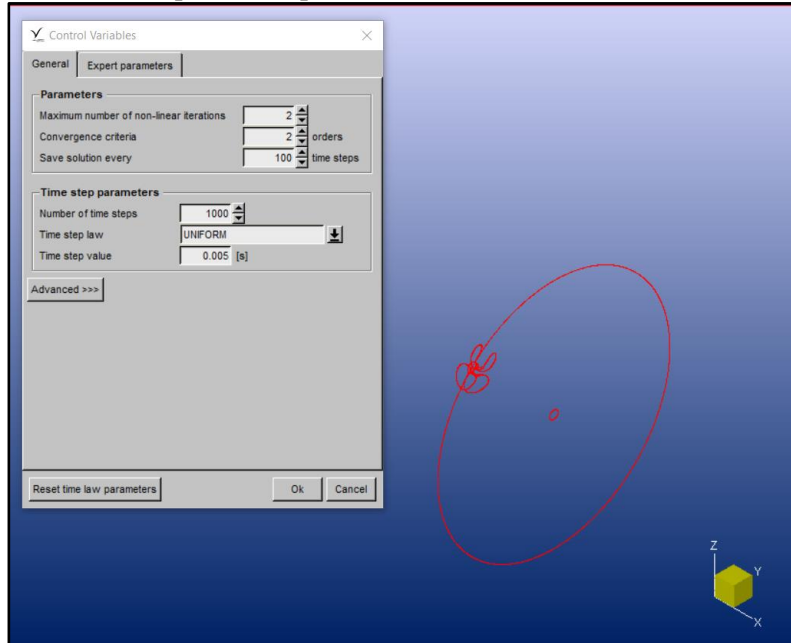 Control Variables
General Expert parameters
Parameters
Maximum number of non-linear iterations 2
Convergence criteria 2 orders
Save solution every 100 time steps
Time step parameters
Number of time steps 1000
Time step law UNIFORM
Time step value 0.005 [s]
Advanced >>>
Reset time law parameters Ok Cancel
Z
Y
X